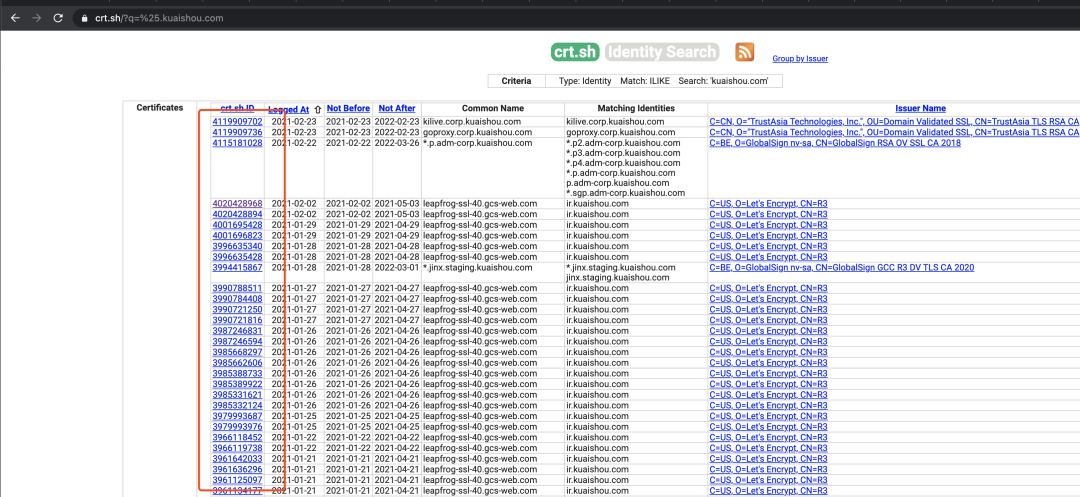 crt.sh/?q=%25.kuaishou.com
crt.sh Identity Search
Group by Issuer
Criteria Type: Identity Match: ILIKE Search: 'kuaishou.com'
Certificates crt.sh ID Logged At ⇧ Not Before Not After Common Name Matching Identities Issuer Name
4119909702 2021-02-23 2021-02-23 2022-02-23 kilive.corp.kuaishou.com kilive.corp.kuaishou.com C=CN, O="TrustAsia Technologies, Inc.", OU=Domain Validated SSL, CN=TrustAsia TLS RSA CA
4119909736 2021-02-23 2021-02-23 2022-02-23 goproxy.corp.kuaishou.com goproxy.corp.kuaishou.com C=CN, O="TrustAsia Technologies, Inc.", OU=Domain Validated SSL, CN=TrustAsia TLS RSA CA
4115181028 2021-02-22 2021-02-22 2022-03-26 *.p.adm-corp.kuaishou.com *.p2.adm-corp.kuaishou.com C=BE, O=GlobalSign nv-sa, CN=GlobalSign RSA OV SSL CA 2018
*.p3.adm-corp.kuaishou.com
*.p4.adm-corp.kuaishou.com
*.p.adm-corp.kuaishou.com
p.adm-corp.kuaishou.com
*.sgp.adm-corp.kuaishou.com
4020428968 2021-02-02 2021-02-02 2021-05-03 leapfrog-ssl-40.gcs-web.com ir.kuaishou.com C=US, O=Let's Encrypt, CN=R3
4020428894 2021-02-02 2021-02-02 2021-05-03 leapfrog-ssl-40.gcs-web.com ir.kuaishou.com C=US, O=Let's Encrypt, CN=R3
4001695428 2021-01-29 2021-01-29 2021-04-29 leapfrog-ssl-40.gcs-web.com ir.kuaishou.com C=US, O=Let's Encrypt, CN=R3
4001696823 2021-01-29 2021-01-29 2021-04-29 leapfrog-ssl-40.gcs-web.com ir.kuaishou.com C=US, O=Let's Encrypt, CN=R3
3996635340 2021-01-28 2021-01-28 2021-04-28 leapfrog-ssl-40.gcs-web.com ir.kuaishou.com C=US, O=Let's Encrypt, CN=R3
3996635428 2021-01-28 2021-01-28 2021-04-28 leapfrog-ssl-40.gcs-web.com ir.kuaishou.com C=US, O=Let's Encrypt, CN=R3
3994415867 2021-01-28 2021-01-28 2022-03-01 *.jinx.staging.kuaishou.com *.jinx.staging.kuaishou.com C=BE, O=GlobalSign nv-sa, CN=GlobalSign GCC R3 DV TLS CA 2020
jinx.staging.kuaishou.com
3990788511 2021-01-27 2021-01-27 2021-04-27 leapfrog-ssl-40.gcs-web.com ir.kuaishou.com C=US, O=Let's Encrypt, CN=R3
3990784408 2021-01-27 2021-01-27 2021-04-27 leapfrog-ssl-40.gcs-web.com ir.kuaishou.com C=US, O=Let's Encrypt, CN=R3
3990721250 2021-01-27 2021-01-27 2021-04-27 leapfrog-ssl-40.gcs-web.com ir.kuaishou.com C=US, O=Let's Encrypt, CN=R3
3990721816 2021-01-27 2021-01-27 2021-04-27 leapfrog-ssl-40.gcs-web.com ir.kuaishou.com C=US, O=Let's Encrypt, CN=R3
3987246831 2021-01-26 2021-01-26 2021-04-26 leapfrog-ssl-40.gcs-web.com ir.kuaishou.com C=US, O=Let's Encrypt, CN=R3
3987246594 2021-01-26 2021-01-26 2021-04-26 leapfrog-ssl-40.gcs-web.com ir.kuaishou.com C=US, O=Let's Encrypt, CN=R3
3985668297 2021-01-26 2021-01-26 2021-04-26 leapfrog-ssl-40.gcs-web.com ir.kuaishou.com C=US, O=Let's Encrypt, CN=R3
3985662606 2021-01-26 2021-01-26 2021-04-26 leapfrog-ssl-40.gcs-web.com ir.kuaishou.com C=US, O=Let's Encrypt, CN=R3
3985388733 2021-01-26 2021-01-26 2021-04-26 leapfrog-ssl-40.gcs-web.com ir.kuaishou.com C=US, O=Let's Encrypt, CN=R3
3985389922 2021-01-26 2021-01-26 2021-04-26 leapfrog-ssl-40.gcs-web.com ir.kuaishou.com C=US, O=Let's Encrypt, CN=R3
3985331621 2021-01-26 2021-01-26 2021-04-26 leapfrog-ssl-40.gcs-web.com ir.kuaishou.com C=US, O=Let's Encrypt, CN=R3
3985332124 2021-01-26 2021-01-26 2021-04-26 leapfrog-ssl-40.gcs-web.com ir.kuaishou.com C=US, O=Let's Encrypt, CN=R3
3979993687 2021-01-25 2021-01-25 2021-04-25 leapfrog-ssl-40.gcs-web.com ir.kuaishou.com C=US, O=Let's Encrypt, CN=R3
3979993976 2021-01-25 2021-01-25 2021-04-25 leapfrog-ssl-40.gcs-web.com ir.kuaishou.com C=US, O=Let's Encrypt, CN=R3
3966118452 2021-01-22 2021-01-22 2021-04-22 leapfrog-ssl-40.gcs-web.com ir.kuaishou.com C=US, O=Let's Encrypt, CN=R3
3966119738 2021-01-22 2021-01-22 2021-04-22 leapfrog-ssl-40.gcs-web.com ir.kuaishou.com C=US, O=Let's Encrypt, CN=R3
3961642033 2021-01-21 2021-01-21 2021-04-21 leapfrog-ssl-40.gcs-web.com ir.kuaishou.com C=US, O=Let's Encrypt, CN=R3
3961636296 2021-01-21 2021-01-21 2021-04-21 leapfrog-ssl-40.gcs-web.com ir.kuaishou.com C=US, O=Let's Encrypt, CN=R3
3961125097 2021-01-21 2021-01-21 2021-04-21 leapfrog-ssl-40.gcs-web.com ir.kuaishou.com C=US, O=Let's Encrypt, CN=R3
3961134177 2021-01-21 2021-01-21 2021-04-21 leapfrog-ssl-40.gcs-web.com ir.kuaishou.com C=US, O=Let's Encrypt, CN=R3